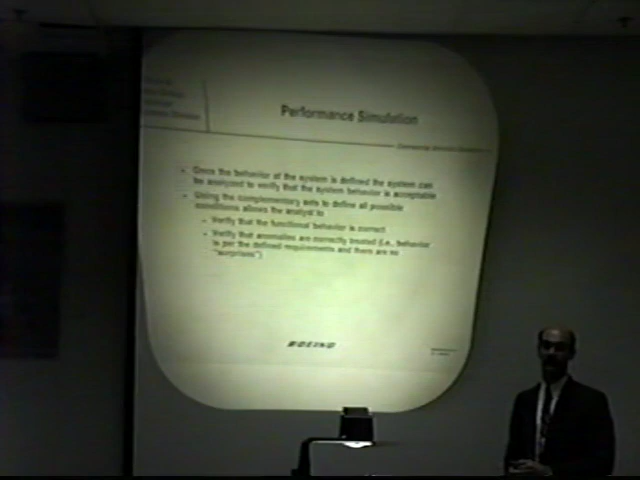 Performance Simulation
• Once the behavior of the system is defined the system can
be analyzed to verify that the system behavior is acceptable
• Using the complementary sets to define all possible
conditions allows the analyst to
– Verify that the functional behavior is correct
– Verify that anomalies are correctly treated (i.e., behavior
is per the defined requirements and there are no
"surprises")
BOEING